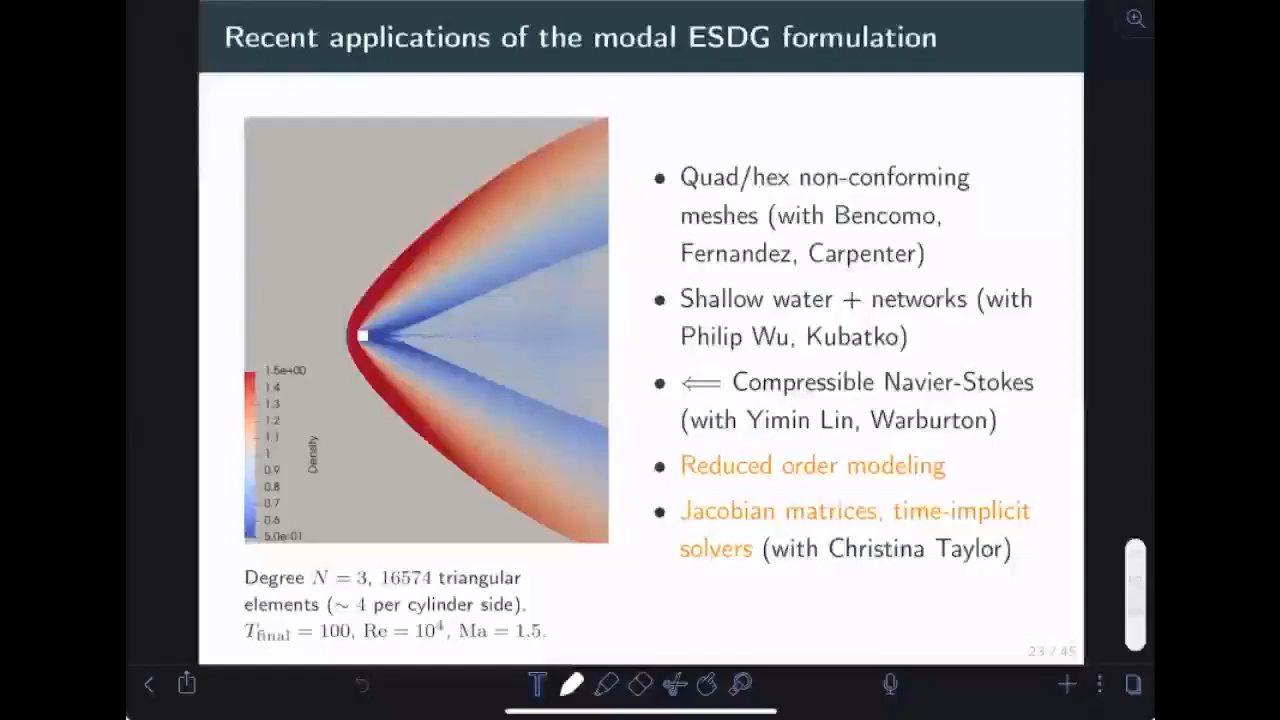 Recent applications of the modal ESDG formulation
1.5e+00
1.4
1.3
1.2
1.1
1
0.9
0.8
0.7
0.6
5.0e-01
Density
Degree N = 3, 16574 triangular
elements (∼ 4 per cylinder side).
T_final = 100, Re = 10⁴, Ma = 1.5.
• Quad/hex non-conforming
meshes (with Bencomo,
Fernandez, Carpenter)
• Shallow water + networks (with
Philip Wu, Kubatko)
• ⟸ Compressible Navier-Stokes
(with Yimin Lin, Warburton)
• Reduced order modeling
• Jacobian matrices, time-implicit
solvers (with Christina Taylor)
23 / 45
T